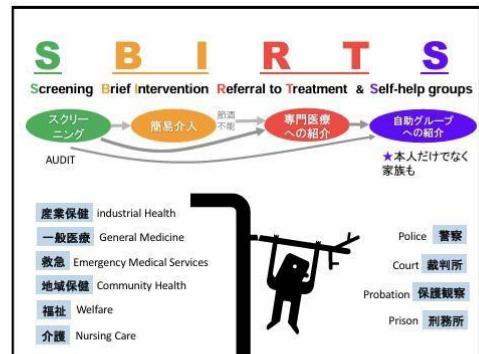 S B I R T S
Screening Brief Intervention Referral to Treatment & Self-help groups
スクリーニング
簡易介入
節酒
不能
専門医療
への紹介
自助グループ
への紹介
AUDIT
★本人だけでなく
家族も
産業保健 industrial Health
一般医療 General Medicine
救急 Emergency Medical Services
地域保健 Community Health
福祉 Welfare
介護 Nursing Care
Police 警察
Court 裁判所
Probation 保護観察
Prison 刑務所